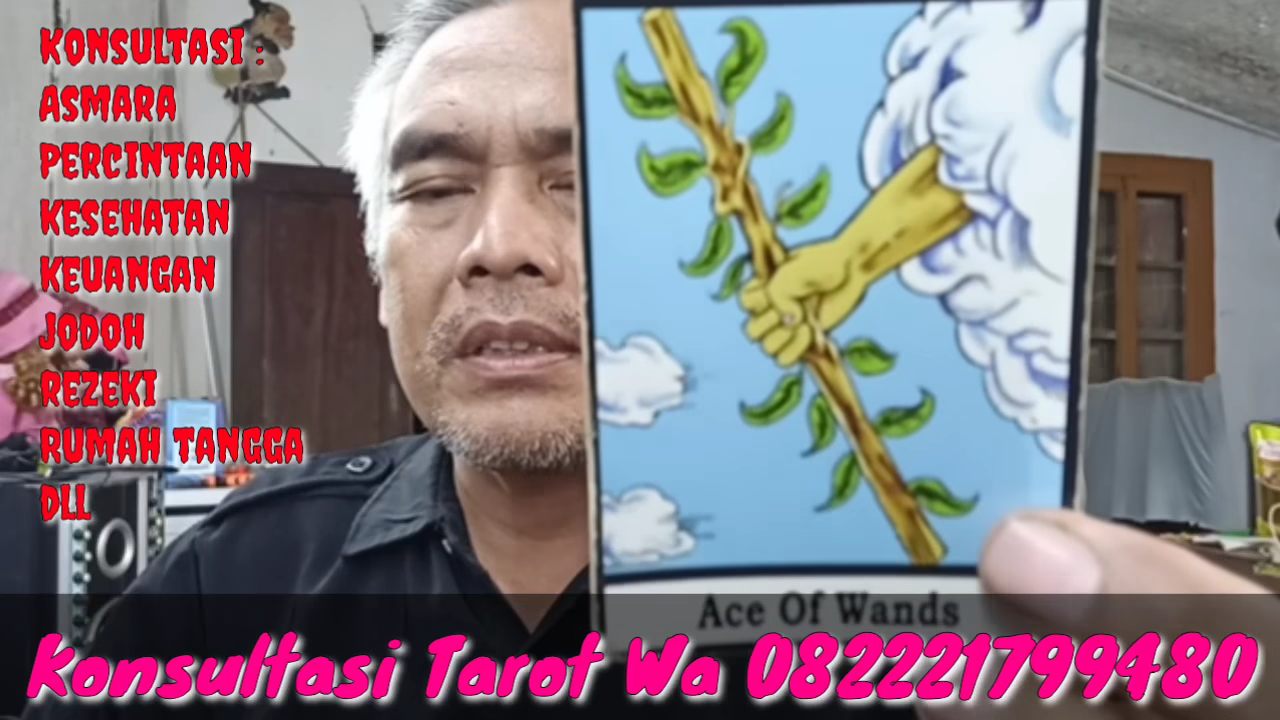 KONSULTASI :
ASMARA
PERCINTAAN
KESEHATAN
KEUANGAN
JODOH
REZEKI
RUMAH TANGGA
DLL
Ace Of Wands
Konsultasi Tarot Wa 082221799480